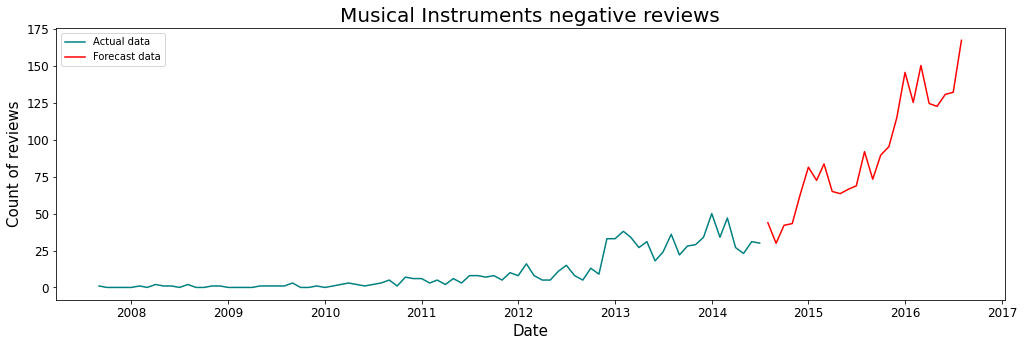 Musical Instruments negative reviews
Actual data
Forecast data
Count of reviews
175
150
125
100
75
50
25
0
2008 2009 2010 2011 2012 2013 2014 2015 2016 2017
Date